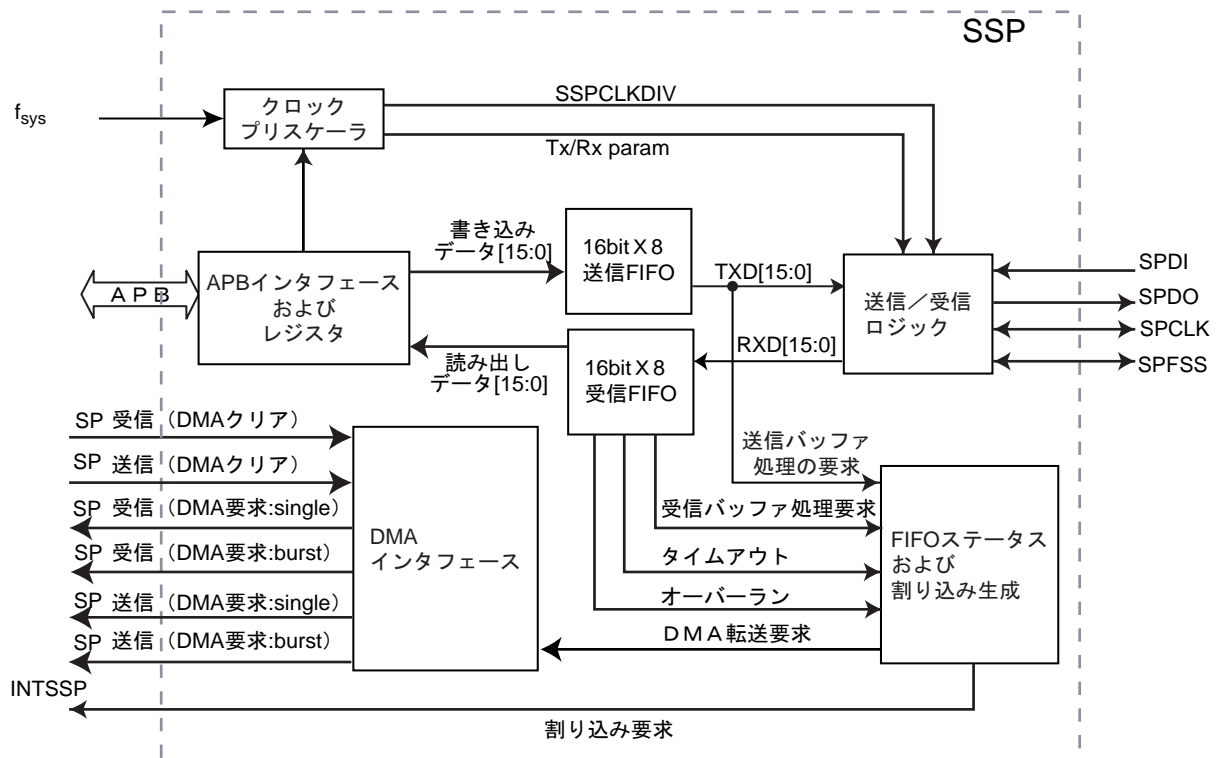 SSP
fsys
クロック
プリスケーラ
SSPCLKDIV
Tx/Rx param
書き込み
データ[15:0]
16bit X 8
送信FIFO
TXD[15:0]
APB
APBインタフェース
および
レジスタ
送信／受信
ロジック
SPDI
SPDO
SPCLK
SPFSS
読み出し
データ[15:0]
16bit X 8
受信FIFO
RXD[15:0]
SP 受信（DMAクリア）
SP 送信（DMAクリア）
SP 受信（DMA要求:single）
SP 受信（DMA要求:burst）
SP 送信（DMA要求:single）
SP 送信（DMA要求:burst）
DMA
インタフェース
送信バッファ
処理の要求
受信バッファ処理要求
タイムアウト
オーバーラン
ＤＭＡ転送要求
FIFOステータス
および
割り込み生成
INTSSP
割り込み要求